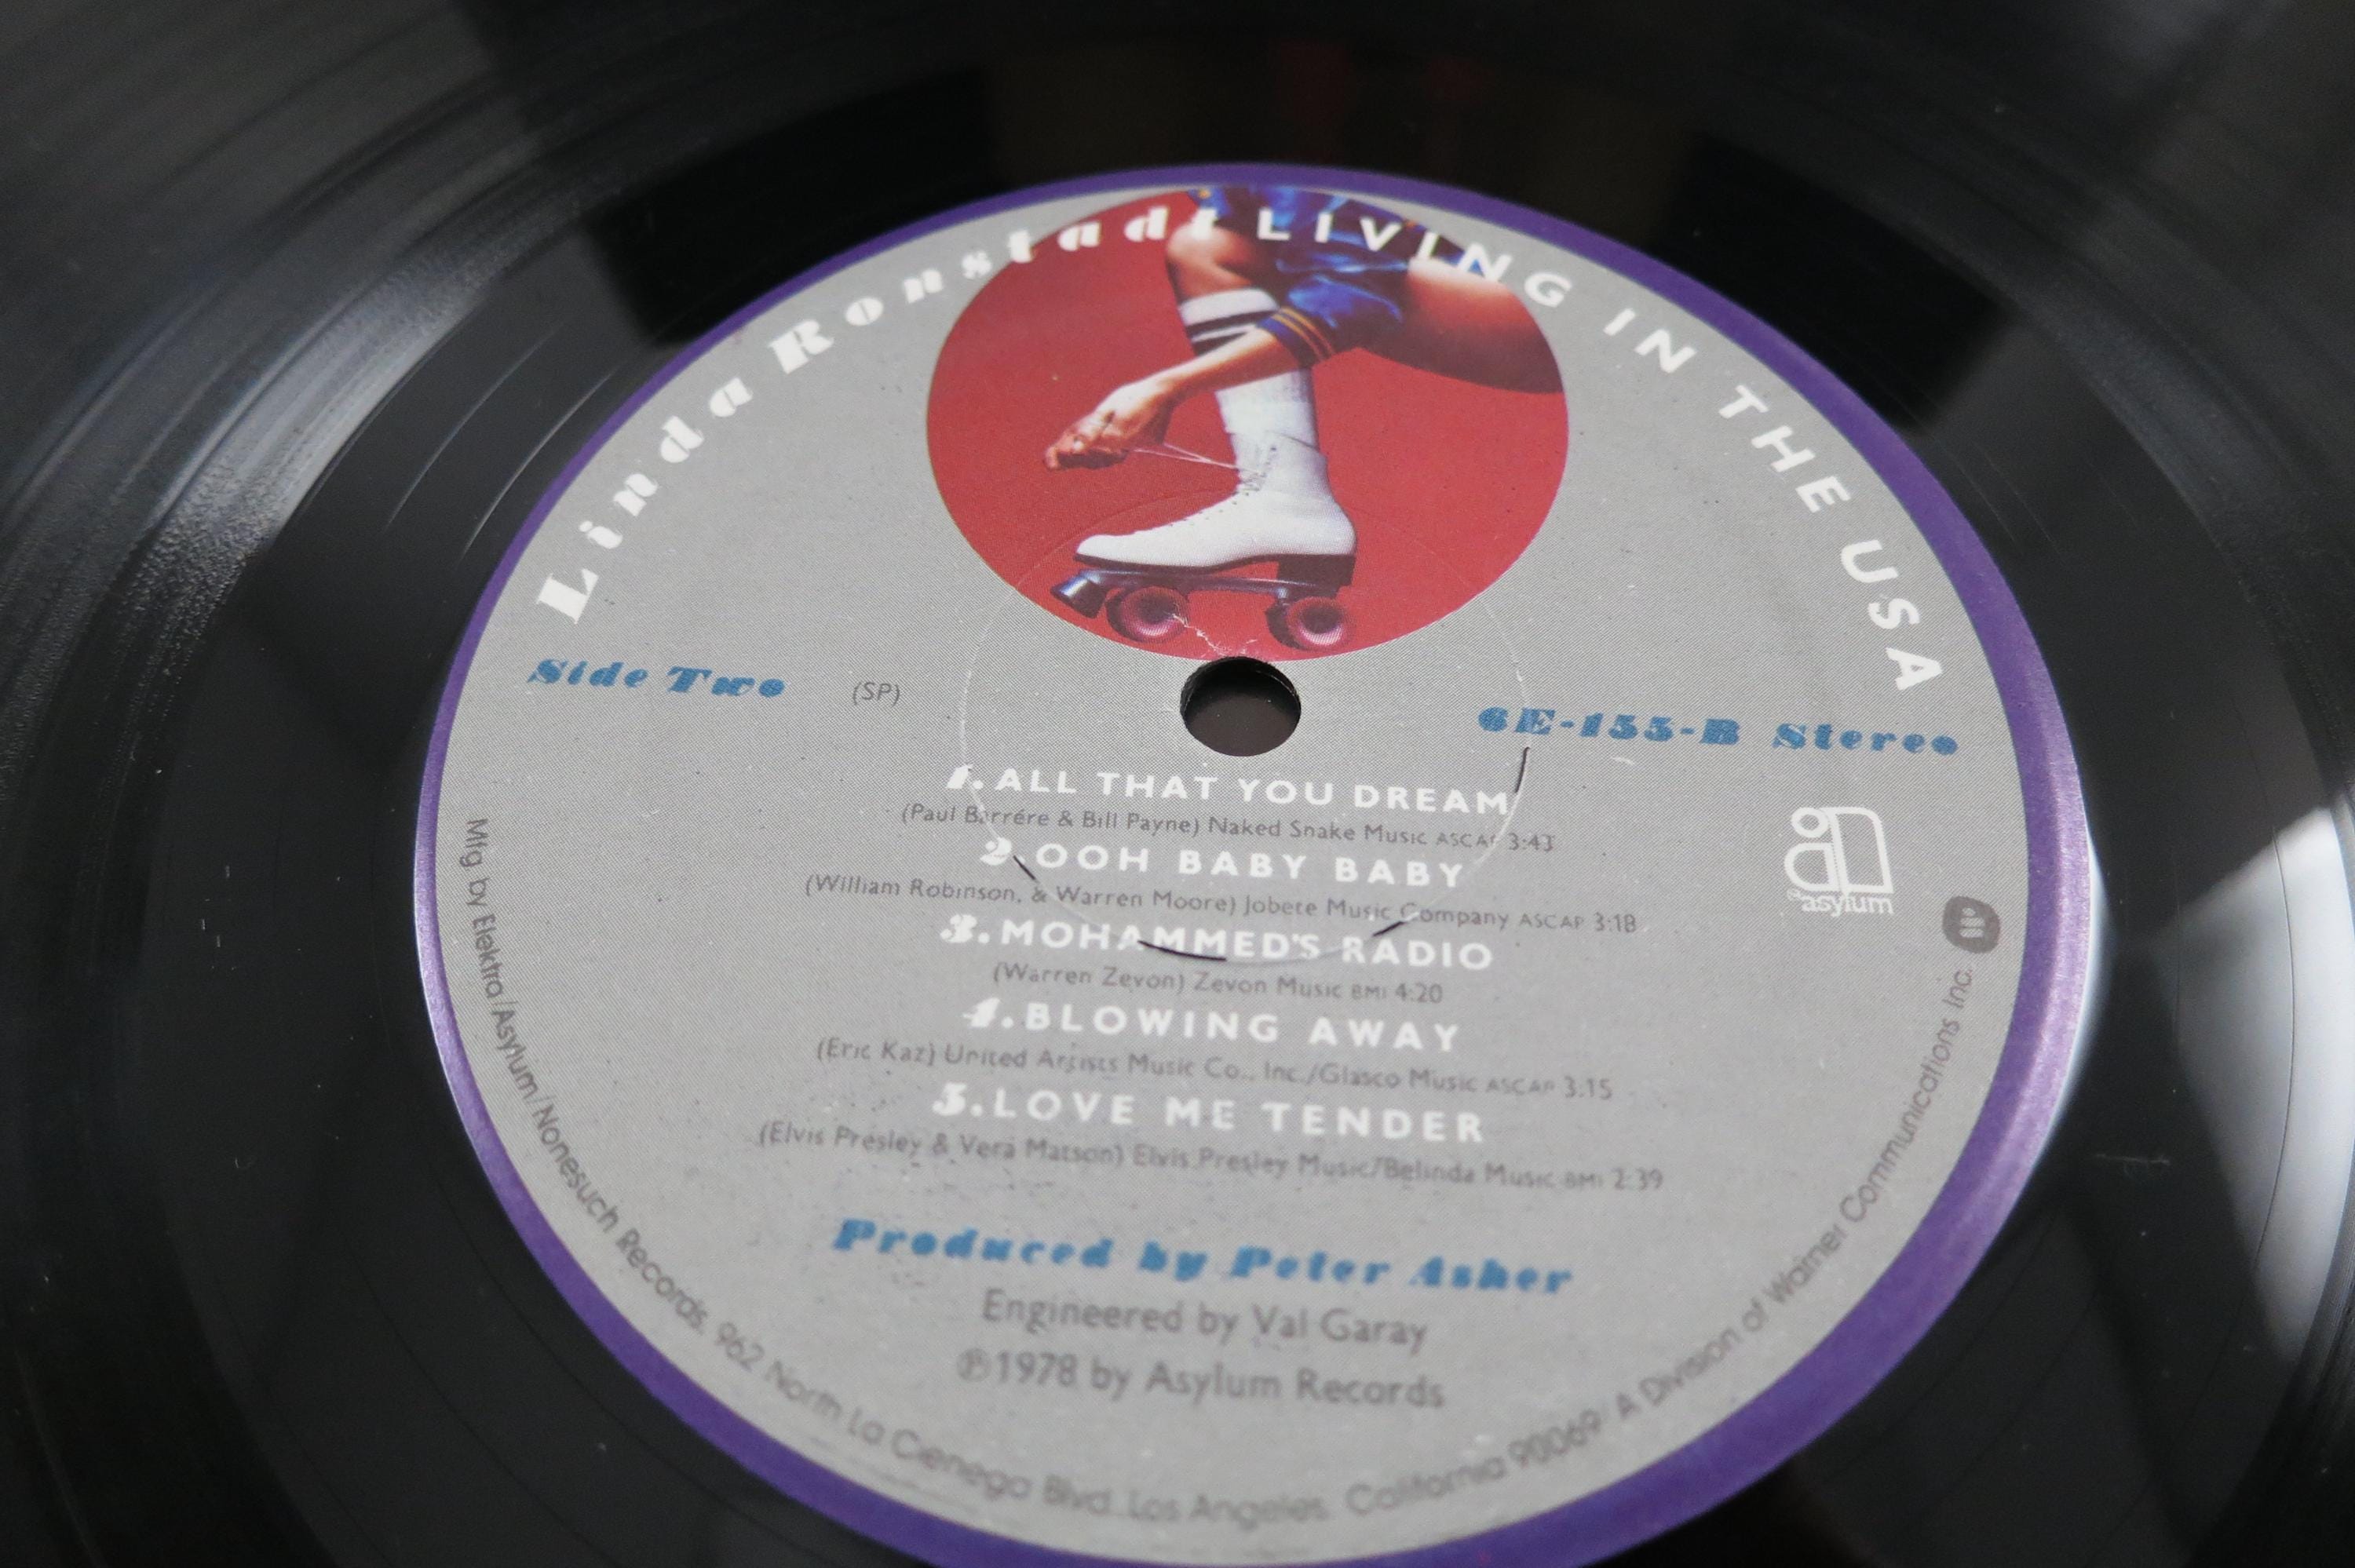 Linda Ronstadt LIVING IN THE USA
Side Two (SP)
6E-155-B Stereo
1. ALL THAT YOU DREAM
(Paul Barrére & Bill Payne) Naked Snake Music ASCAP 3:43
2. OOH BABY BABY
(William Robinson, & Warren Moore) Jobete Music Company ASCAP 3:18
asylum
3. MOHAMMED'S RADIO
(Warren Zevon) Zevon Music BMI 4:20
4. BLOWING AWAY
(Eric Kaz) United Artists Music Co., Inc./Glasco Music ASCAP 3:15
5. LOVE ME TENDER
(Elvis Presley & Vera Matson) Elvis Presley Music/Belinda Music BMI 2:39
Produced by Peter Asher
Engineered by Val Garay
℗1978 by Asylum Records
Mfg. by Elektra/Asylum/Nonesuch Records, 962 North La Cienega Blvd. Los Angeles, California 90069/ A Division of Warner Communications Inc.